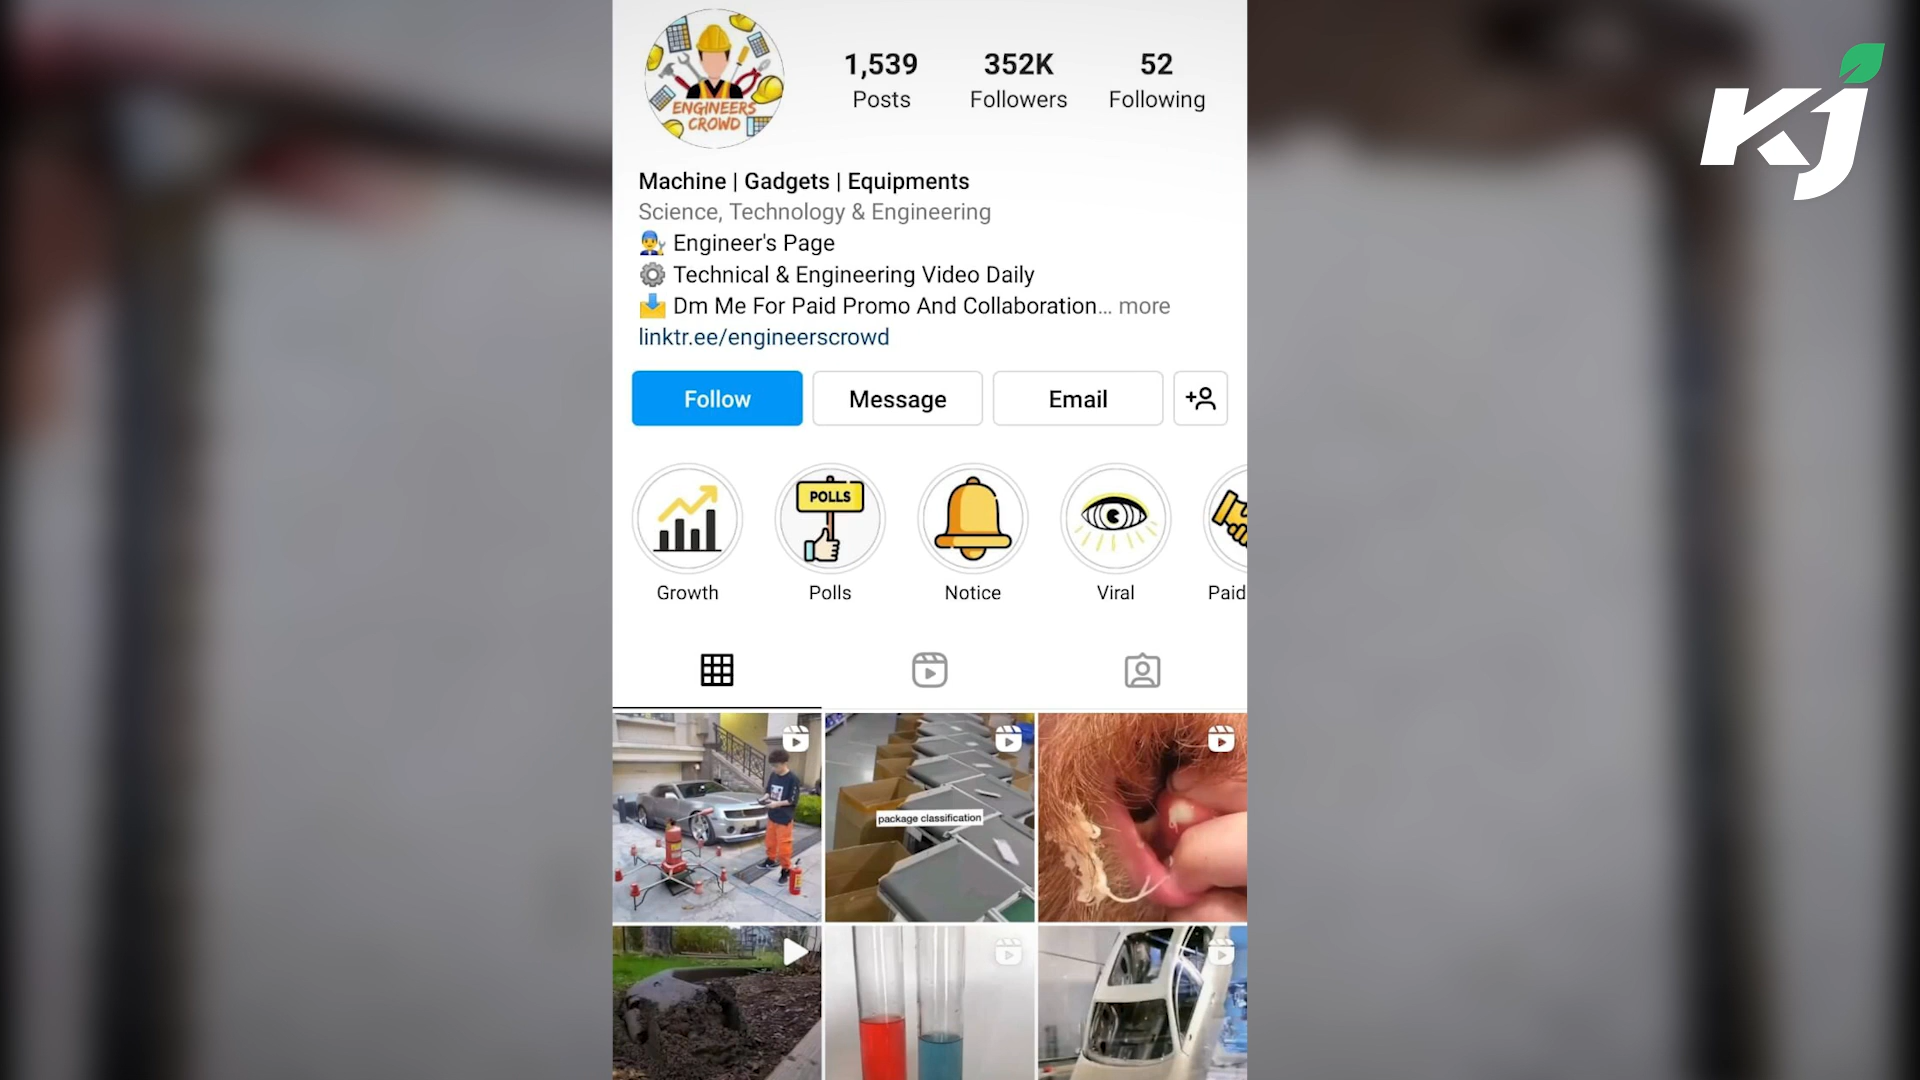 KJ
ENGINEERS
CROWD
1,539
Posts
352K
Followers
52
Following
Machine | Gadgets | Equipments
Science, Technology & Engineering
Engineer's Page
Technical & Engineering Video Daily
Dm Me For Paid Promo And Collaboration... more
linktr.ee/engineerscrowd
Follow
Message
Email
POLLS
Growth
Polls
Notice
Viral
Paid
package classification